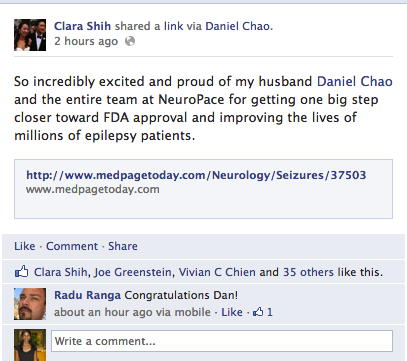 Clara Shih shared a link via Daniel Chao.
2 hours ago
So incredibly excited and proud of my husband Daniel Chao
and the entire team at NeuroPace for getting one big step
closer toward FDA approval and improving the lives of
millions of epilepsy patients.
http://www.medpagetoday.com/Neurology/Seizures/37503
www.medpagetoday.com
Like · Comment · Share
Clara Shih, Joe Greenstein, Vivian C Chien and 35 others like this.
Radu Ranga Congratulations Dan!
about an hour ago via mobile · Like · 1
Write a comment...